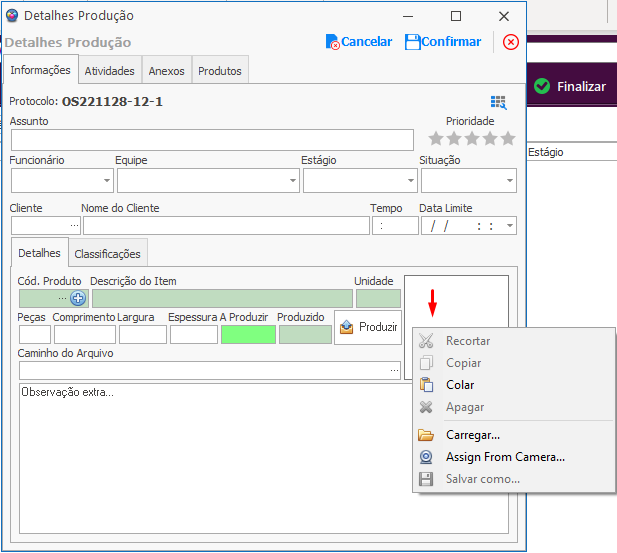 Detalhes Produção
Detalhes Produção
Cancelar
Confirmar
Informações
Atividades
Anexos
Produtos
Finalizar
Protocolo: OS221128-12-1
Assunto
Prioridade
Estágio
Funcionário
Equipe
Estágio
Situação
Cliente
...
Nome do Cliente
Tempo
:
Data Limite
/ / : :
Detalhes
Classificações
Cód. Produto
...
Descrição do Item
Unidade
Peças
Comprimento
Largura
Espessura
A Produzir
Produzido
Produzir
Caminho do Arquivo
...
Observação extra...
Recortar
Copiar
Colar
Apagar
Carregar...
Assign From Camera...
Salvar como...